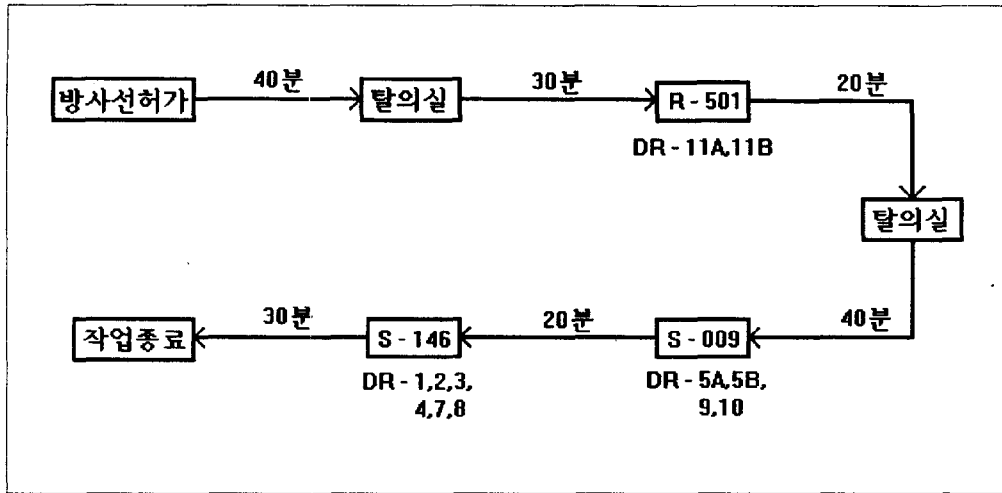 방사선허가
40분
탈의실
30분
R - 501
20분
DR - 11A,11B
탈의실
40분
S - 009
DR - 5A,5B,
9,10
20분
S - 146
DR - 1,2,3,
4,7,8
30분
작업종료